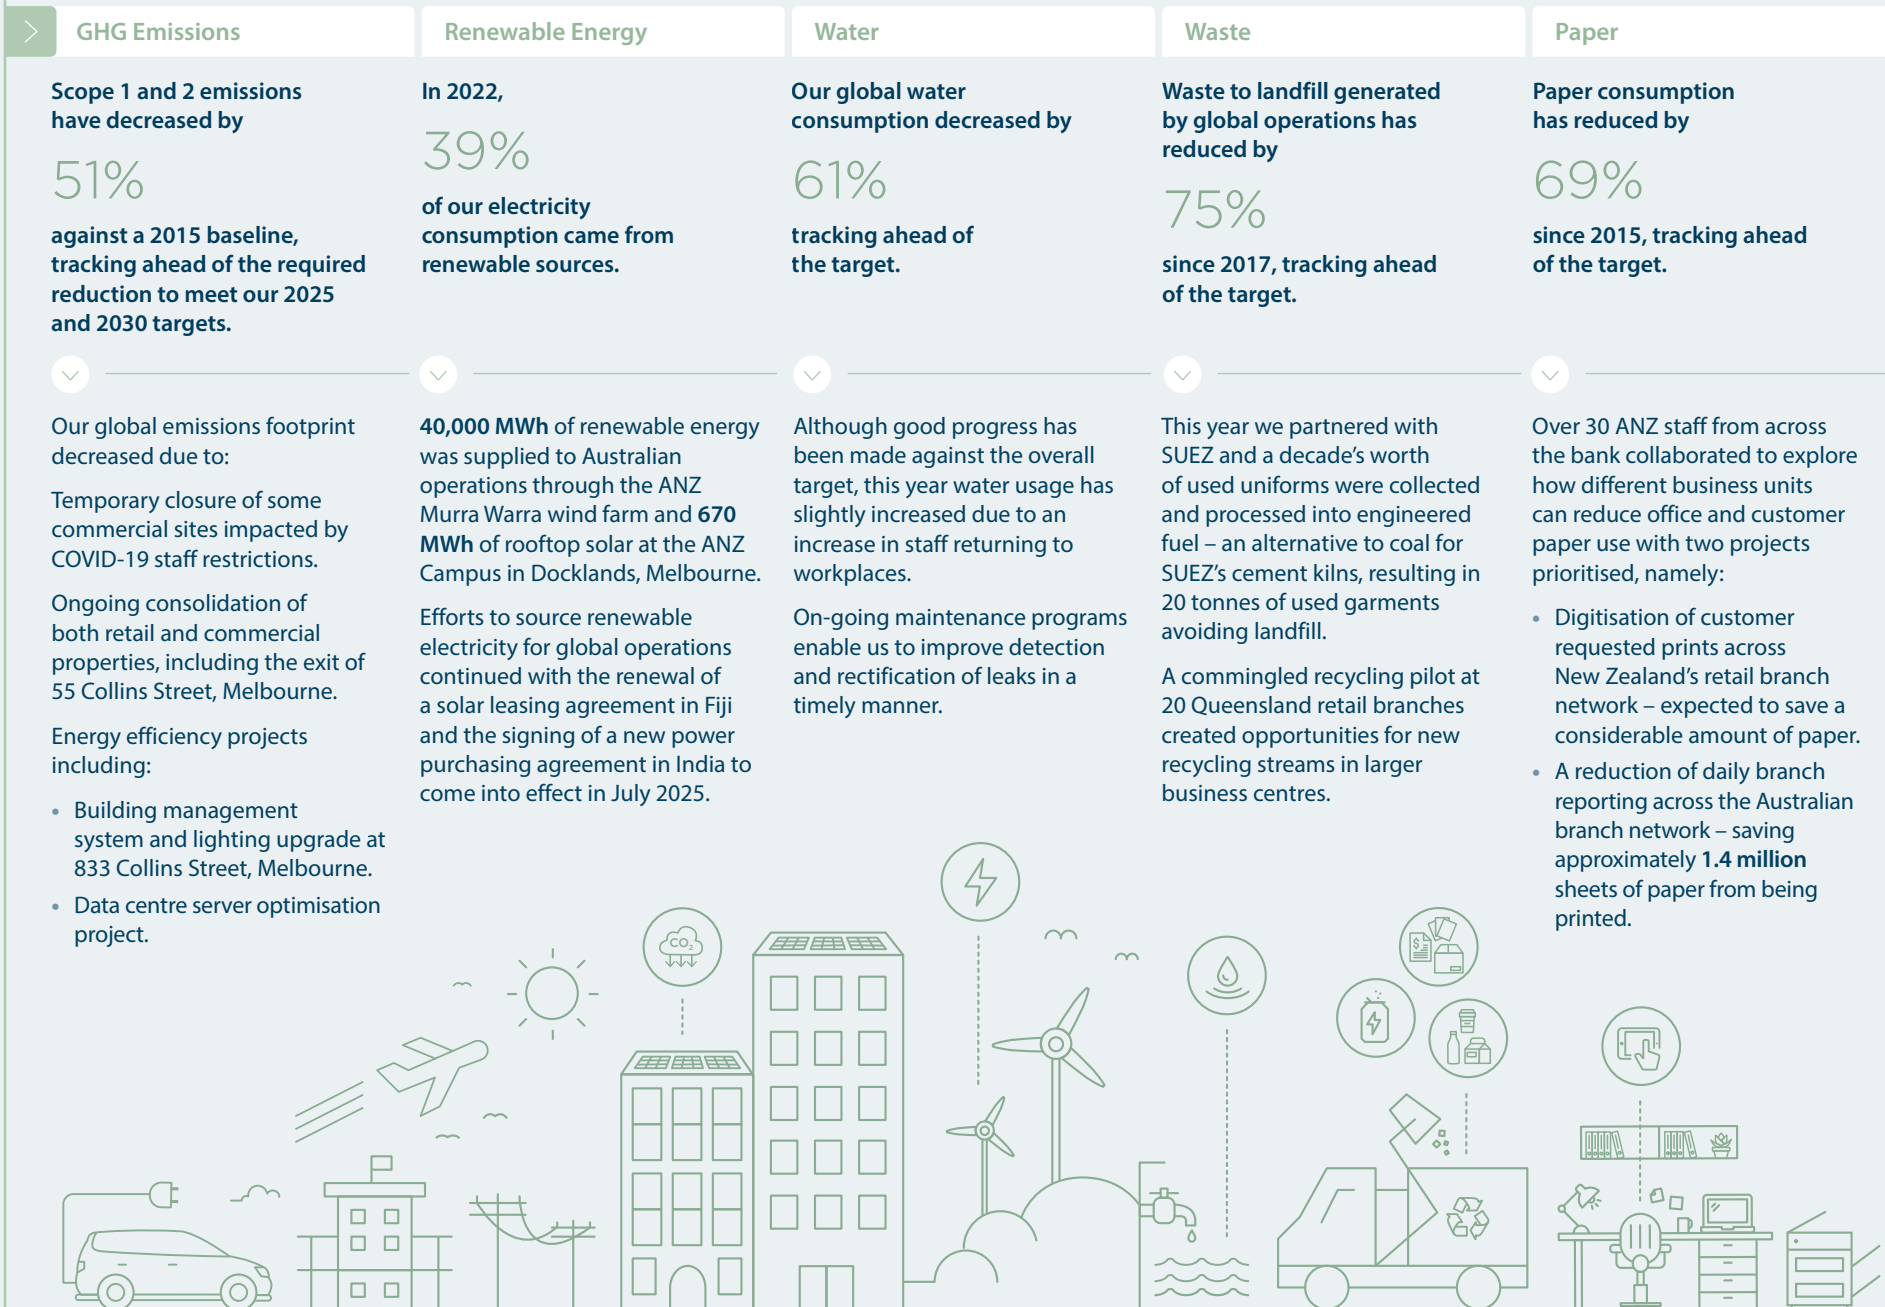 GHG Emissions
Scope 1 and 2 emissions
have decreased by
51%
against a 2015 baseline,
tracking ahead of the required
reduction to meet our 2025
and 2030 targets.
Our global emissions footprint
decreased due to:
Temporary closure of some
commercial sites impacted by
COVID-19 staff restrictions.
Ongoing consolidation of
both retail and commercial
properties, including the exit of
55 Collins Street, Melbourne.
Energy efficiency projects
including:
• Building management
system and lighting upgrade at
833 Collins Street, Melbourne.
• Data centre server optimisation
project.
Renewable Energy
In 2022,
39%
of our electricity
consumption came from
renewable sources.
40,000 MWh of renewable energy
was supplied to Australian
operations through the ANZ
Murra Warra wind farm and 670
MWh of rooftop solar at the ANZ
Campus in Docklands, Melbourne.
Efforts to source renewable
electricity for global operations
continued with the renewal of
a solar leasing agreement in Fiji
and the signing of a new power
purchasing agreement in India to
come into effect in July 2025.
Water
Our global water
consumption decreased by
61%
tracking ahead of
the target.
Although good progress has
been made against the overall
target, this year water usage has
slightly increased due to an
increase in staff returning to
workplaces.
On-going maintenance programs
enable us to improve detection
and rectification of leaks in a
timely manner.
Waste
Waste to landfill generated
by global operations has
reduced by
75%
since 2017, tracking ahead
of the target.
This year we partnered with
SUEZ and a decade's worth
of used uniforms were collected
and processed into engineered
fuel – an alternative to coal for
SUEZ's cement kilns, resulting in
20 tonnes of used garments
avoiding landfill.
A commingled recycling pilot at
20 Queensland retail branches
created opportunities for new
recycling streams in larger
business centres.
Paper
Paper consumption
has reduced by
69%
since 2015, tracking ahead
of the target.
Over 30 ANZ staff from across
the bank collaborated to explore
how different business units
can reduce office and customer
paper use with two projects
prioritised, namely:
• Digitisation of customer
requested prints across
New Zealand's retail branch
network – expected to save a
considerable amount of paper.
• A reduction of daily branch
reporting across the Australian
branch network – saving
approximately 1.4 million
sheets of paper from being
printed.
CO2
$